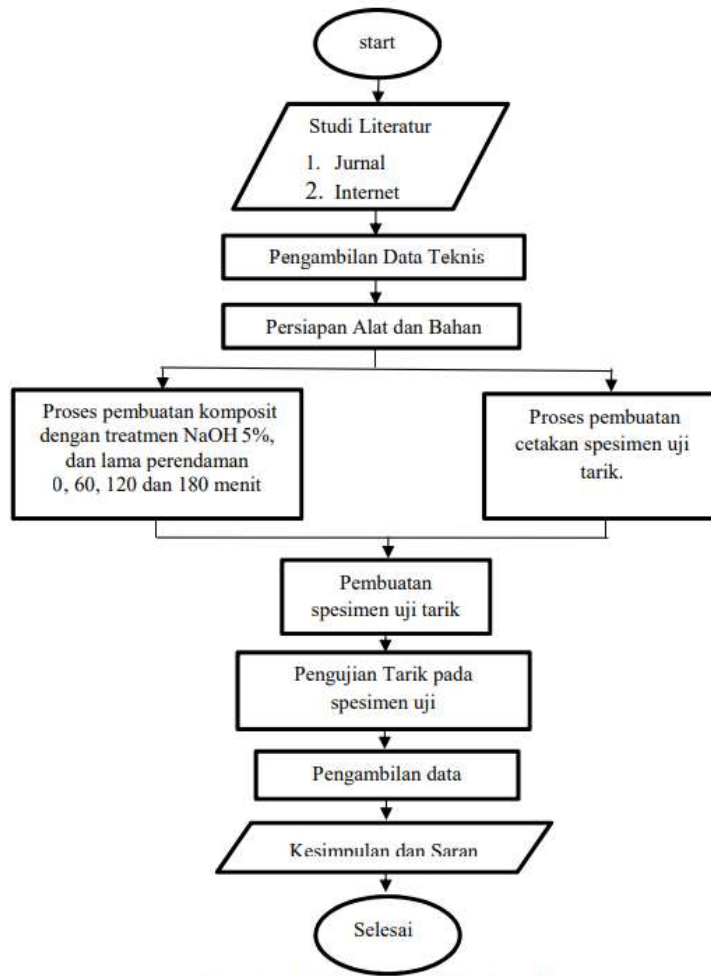 start
Studi Literatur
1. Jurnal
2. Internet
Pengambilan Data Teknis
Persiapan Alat dan Bahan
Proses pembuatan komposit
dengan treatmen NaOH 5%,
dan lama perendaman
0, 60, 120 dan 180 menit
Proses pembuatan
cetakan spesimen uji
tarik.
Pembuatan
spesimen uji tarik
Pengujian Tarik pada
spesimen uji
Pengambilan data
Kesimpulan dan Saran
Selesai